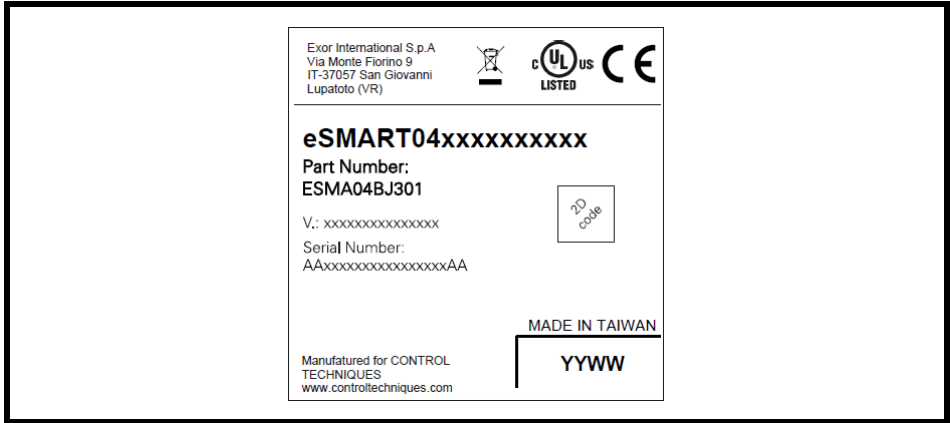 Exor International S.p.A
Via Monte Fiorino 9
IT-37057 San Giovanni
Lupatoto (VR)
C UL US
LISTED
CE
eSMART04xxxxxxxxxx
Part Number:
ESMA04BJ301
2D
code
V.: xxxxxxxxxxxxxxx
Serial Number:
AAxxxxxxxxxxxxxxxxAA
MADE IN TAIWAN
YYWW
Manufatured for CONTROL
TECHNIQUES
www.controltechniques.com